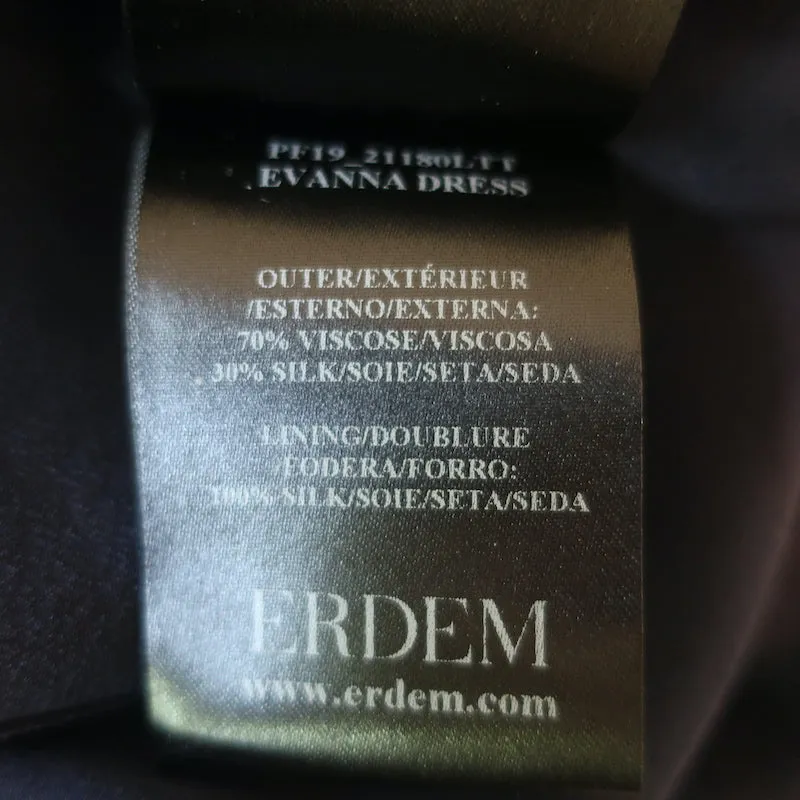 PF19_21180LTT
EVANNA DRESS
OUTER/EXTÉRIEUR
/ESTERNO/EXTERNA:
70% VISCOSE/VISCOSA
30% SILK/SOIE/SETA/SEDA
LINING/DOUBLURE
/FODERA/FORRO:
100% SILK/SOIE/SETA/SEDA
ERDEM
www.erdem.com